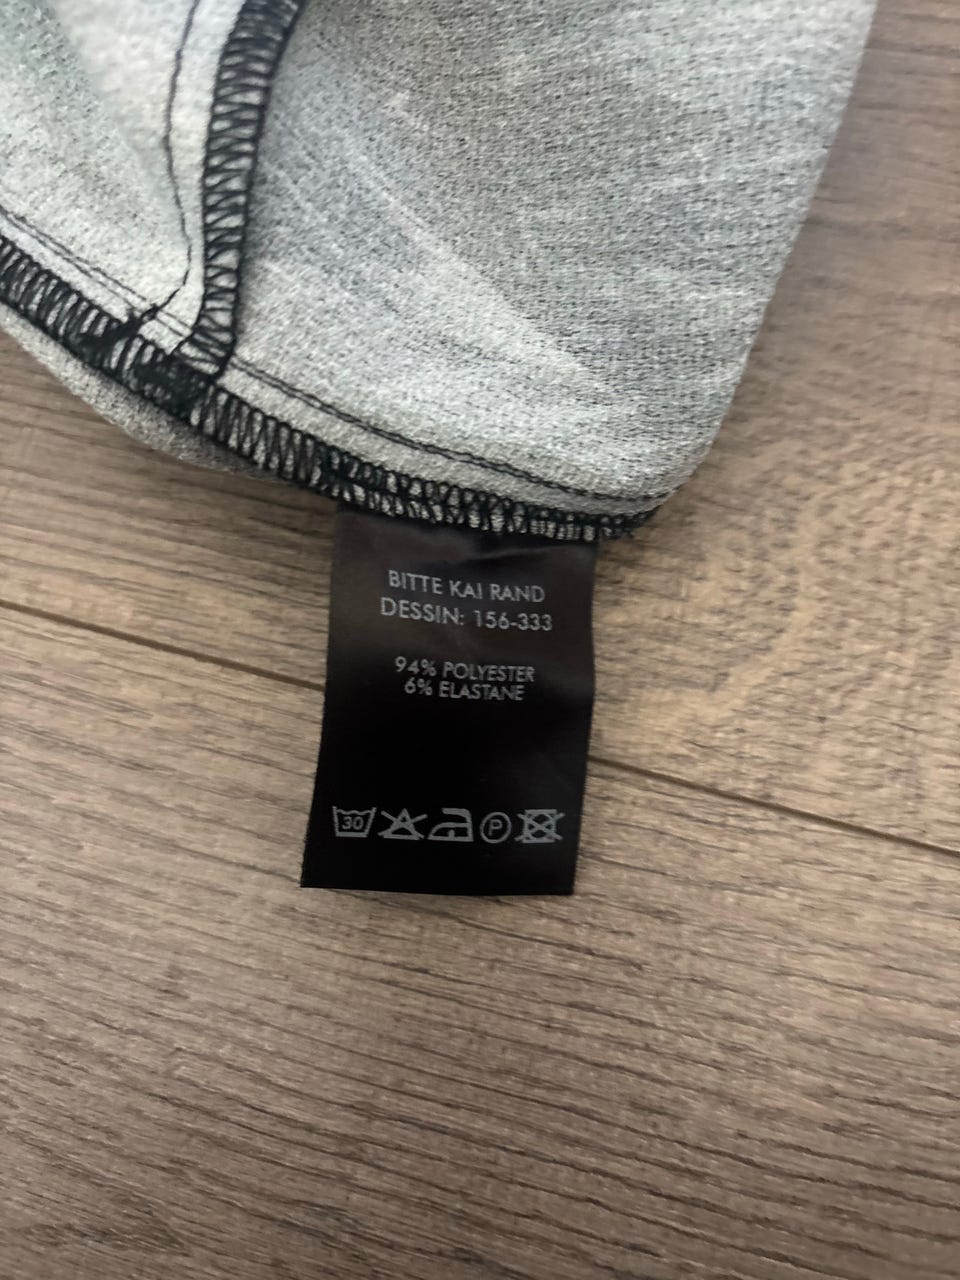 BITTE KAI RAND
DESSIN: 156-333
94% POLYESTER
6% ELASTANE
30 P